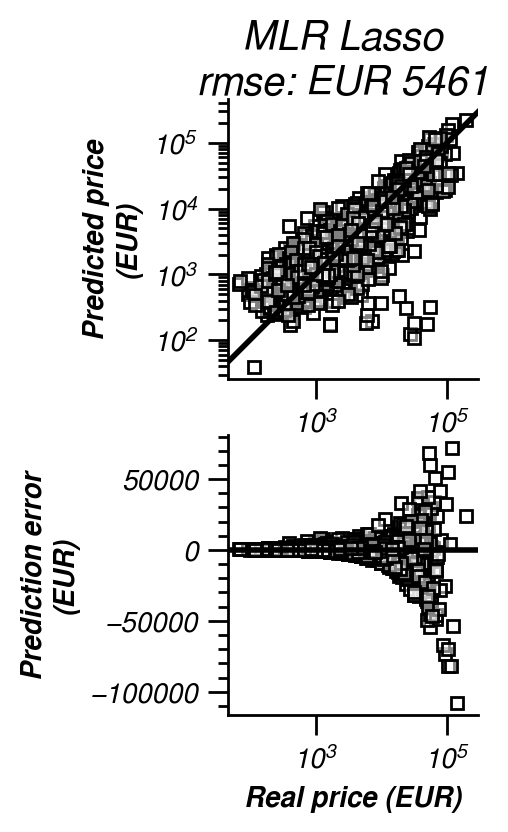 MLR Lasso
rmse: EUR 5461
Predicted price
(EUR)
10^5
10^4
10^3
10^2
10^3 10^5
Prediction error
(EUR)
50000
0
−50000
−100000
10^3 10^5
Real price (EUR)